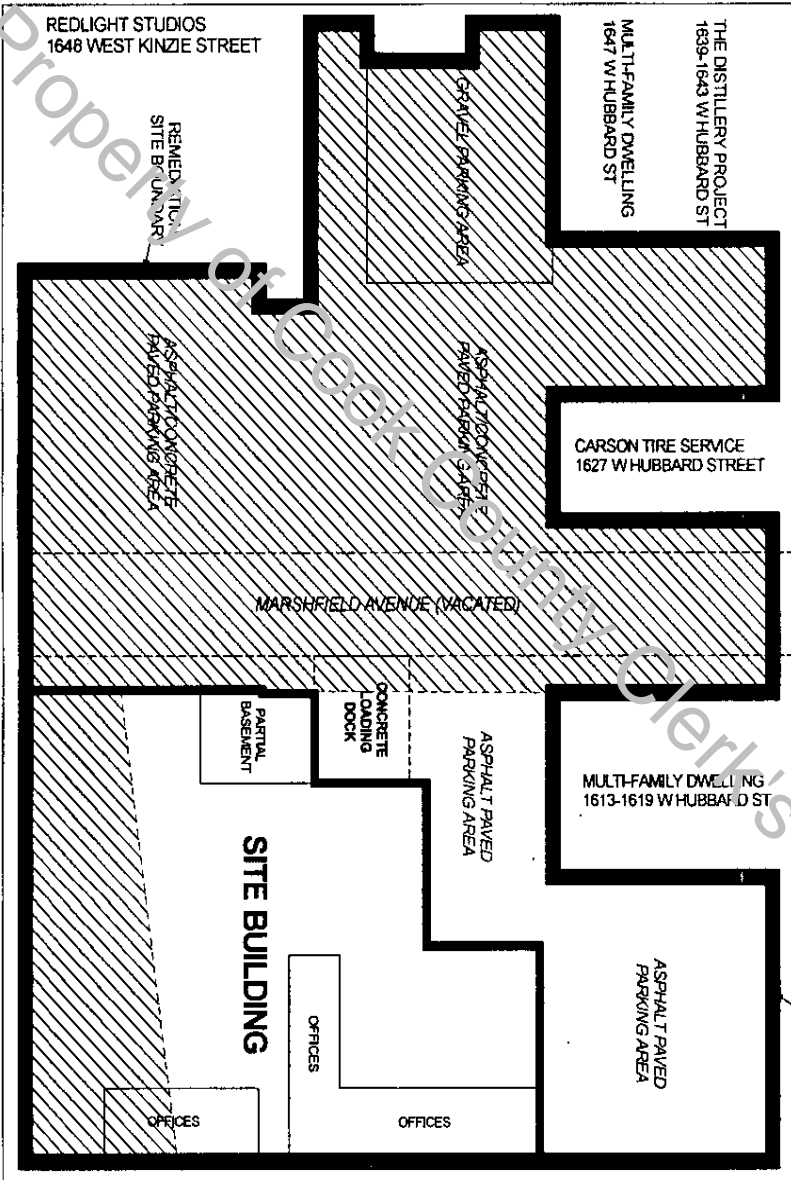 REDLIGHT STUDIOS
1648 WEST KINZIE STREET
THE DISTILLERY PROJECT
1639-1643 W HUBBARD ST
MULTI-FAMILY DWELLING
1647 W HUBBARD ST
GRAVEL PARKING AREA
REMEDIATION
SITE BOUNDARY
ASPHALT/CONCRETE
PAVED PARKING AREA
ASPHALT/CONCRETE
PAVED PARKING AREA
CARSON TIRE SERVICE
1627 W HUBBARD STREET
MARSHFIELD AVENUE (VACATED)
CONCRETE
LOADING
DOCK
PARTIAL
BASEMENT
ASPHALT PAVED
PARKING AREA
MULTI-FAMILY DWELLING
1613-1619 W HUBBARD ST
SITE BUILDING
ASPHALT PAVED
PARKING AREA
OFFICES
OFFICES
OFFICES
Property of Cook County Clerk's